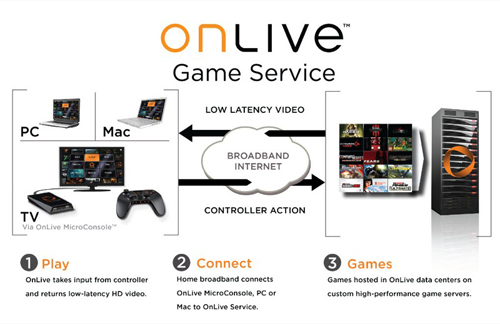 ONLIVE™
Game Service
PC
Mac
LOW LATENCY VIDEO
BROADBAND
INTERNET
CONTROLLER ACTION
TV
Via OnLive MicroConsole™
1 Play
OnLive takes input from controller
and returns low-latency HD video.
2 Connect
Home broadband connects
OnLive MicroConsole, PC or
Mac to OnLive Service.
3 Games
Games hosted in OnLive data centers on
custom high-performance game servers.